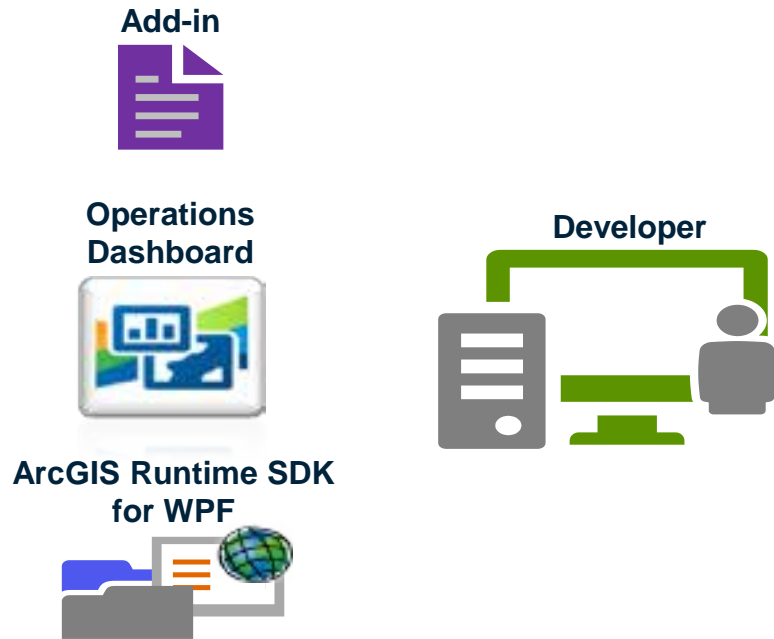 Add-in
Operations
Dashboard
Developer
ArcGIS Runtime SDK
for WPF